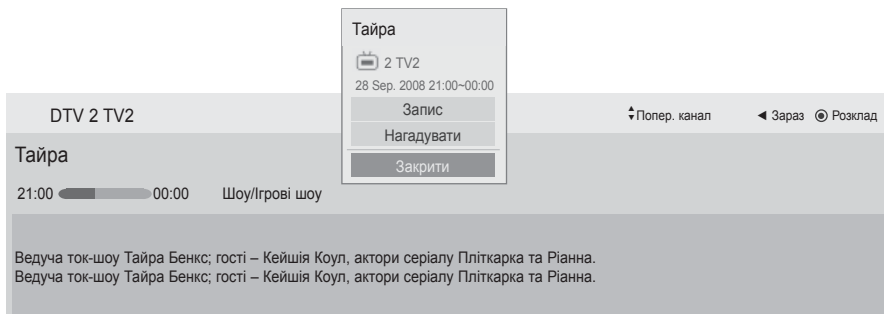 Тайра
2 TV2
28 Sep. 2008 21:00~00:00
Запис
Нагадувати
Закрити
DTV 2 TV2
Попер. канал
Зараз
Розклад
Тайра
21:00 00:00 Шоу/Ігрові шоу
Ведуча ток-шоу Тайра Бенкс; гості – Кейшія Коул, актори серіалу Пліткарка та Ріанна.
Ведуча ток-шоу Тайра Бенкс; гості – Кейшія Коул, актори серіалу Пліткарка та Ріанна.